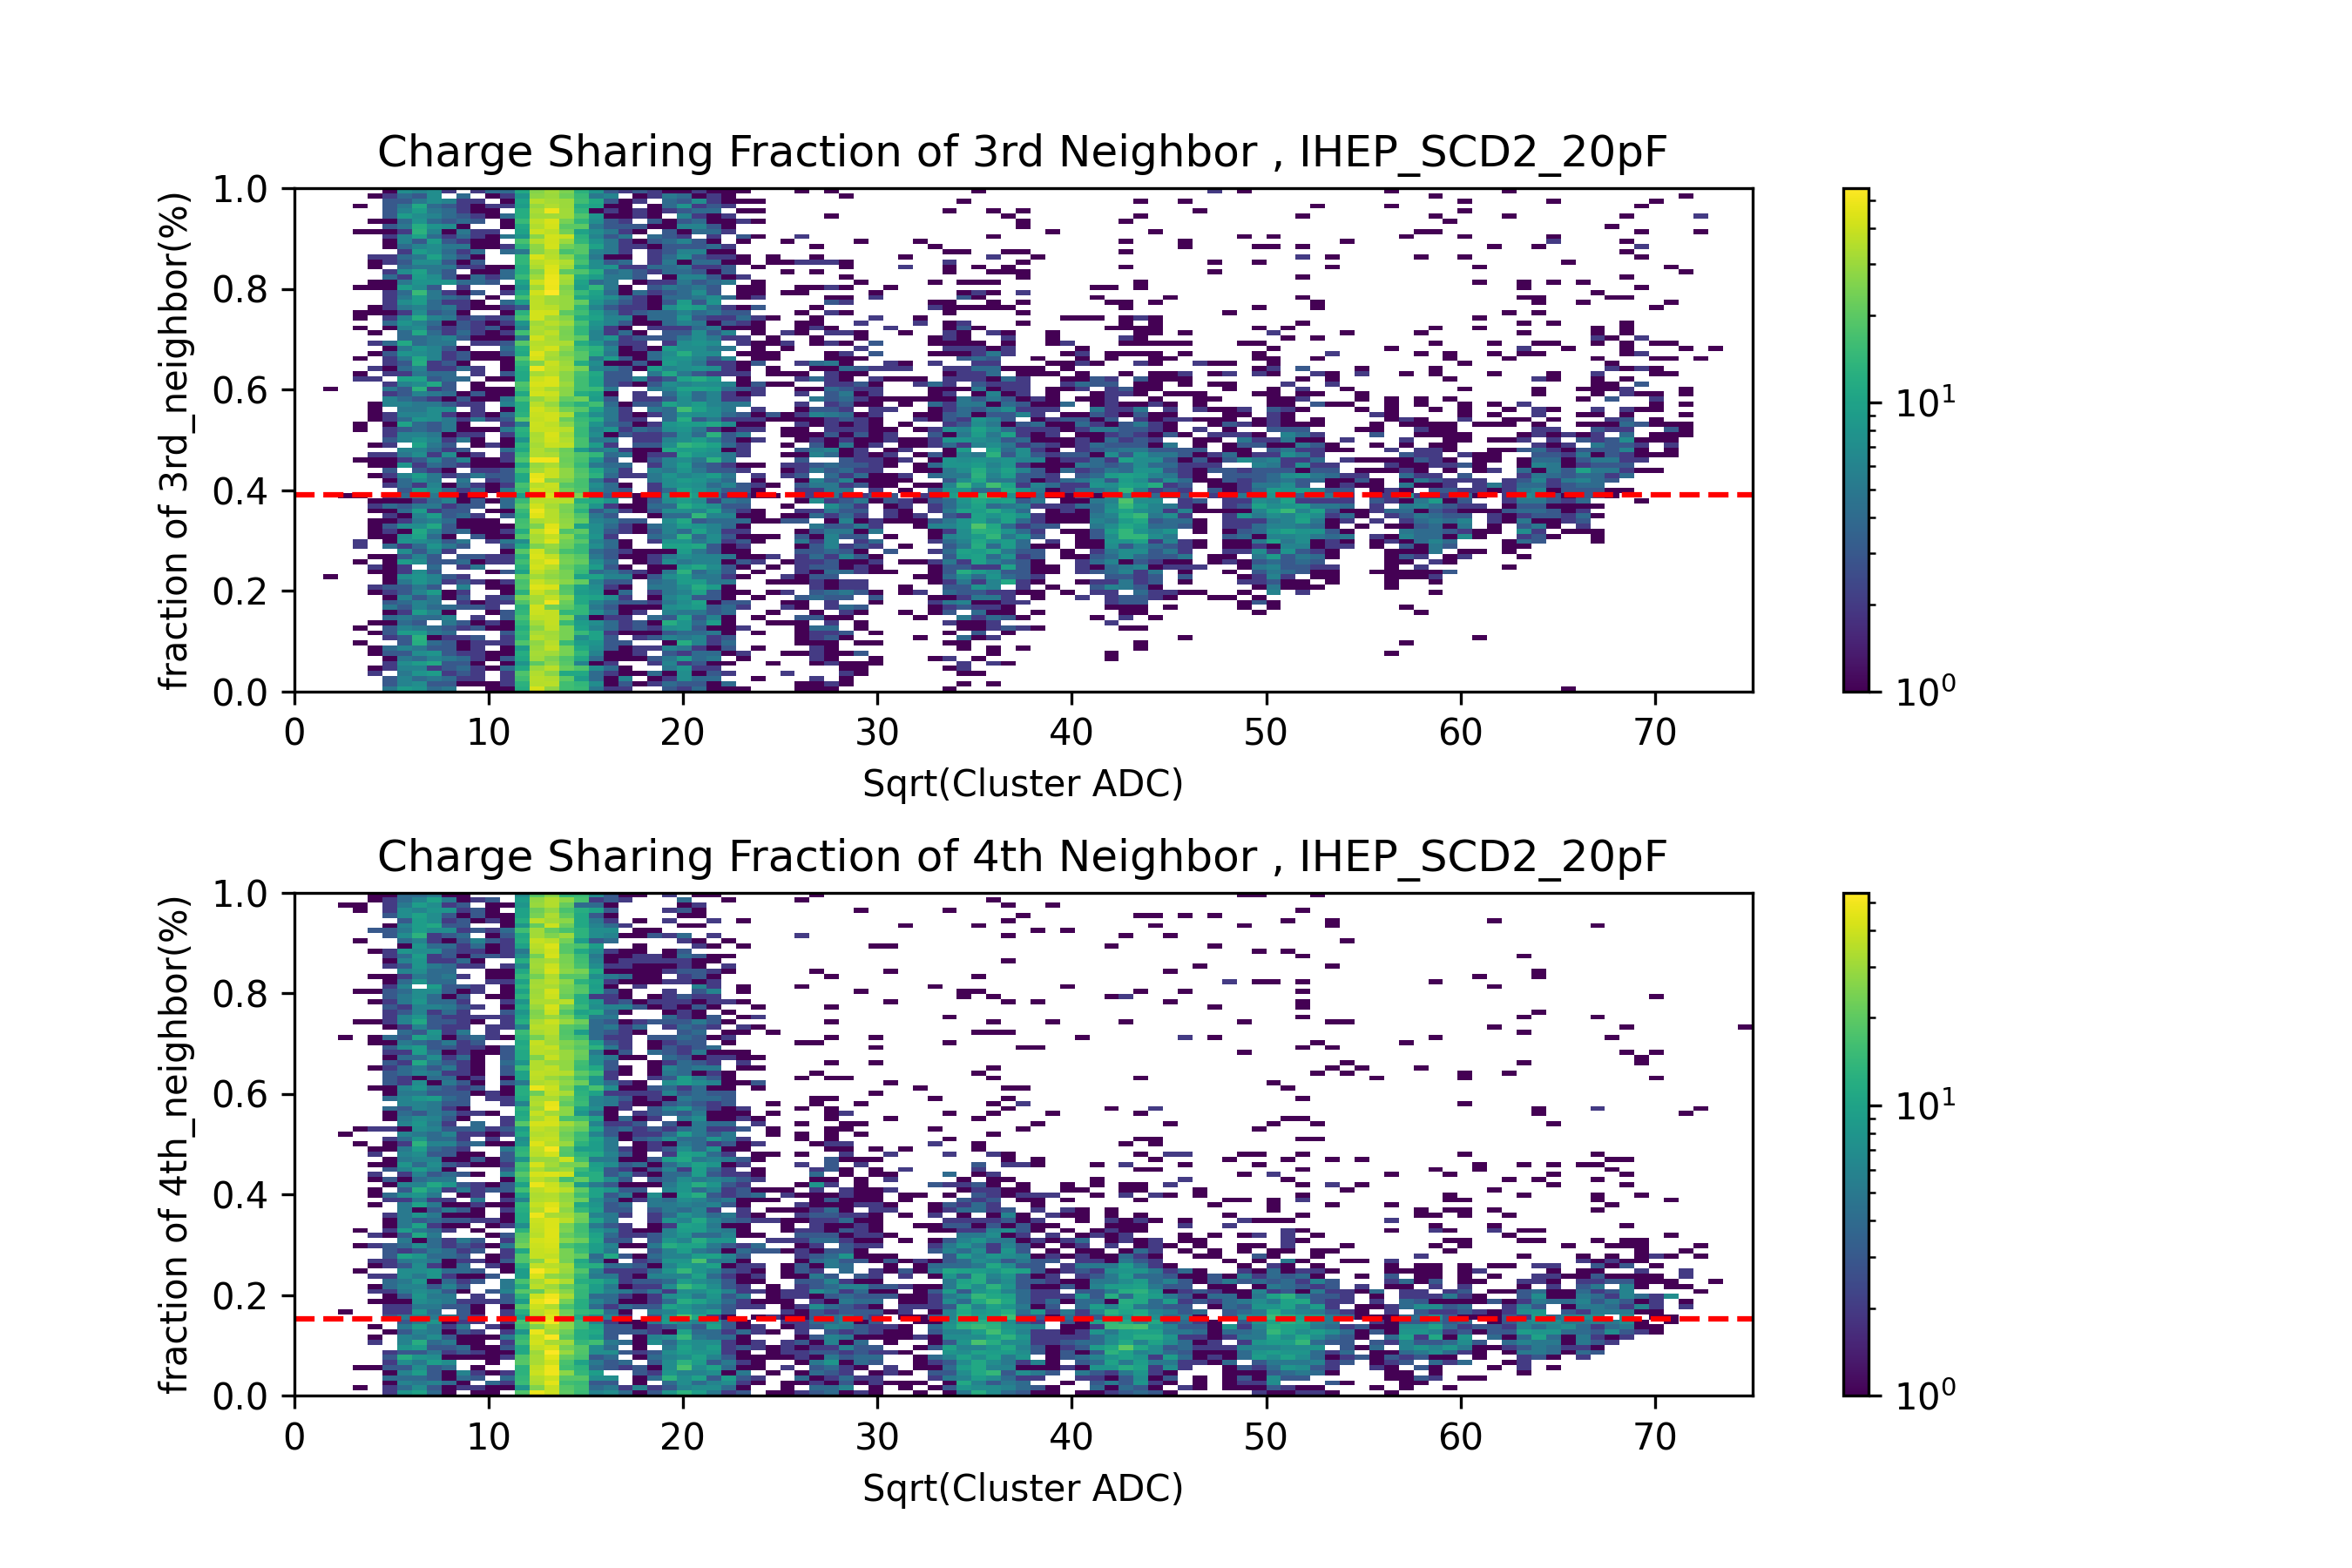 Charge Sharing Fraction of 3rd Neighbor , IHEP_SCD2_20pF
fraction of 3rd_neighbor(%)
1.0
0.8
0.6
0.4
0.2
0.0
0 10 20 30 40 50 60 70
Sqrt(Cluster ADC)
10¹
10⁰
Charge Sharing Fraction of 4th Neighbor , IHEP_SCD2_20pF
fraction of 4th_neighbor(%)
1.0
0.8
0.6
0.4
0.2
0.0
0 10 20 30 40 50 60 70
Sqrt(Cluster ADC)
10¹
10⁰